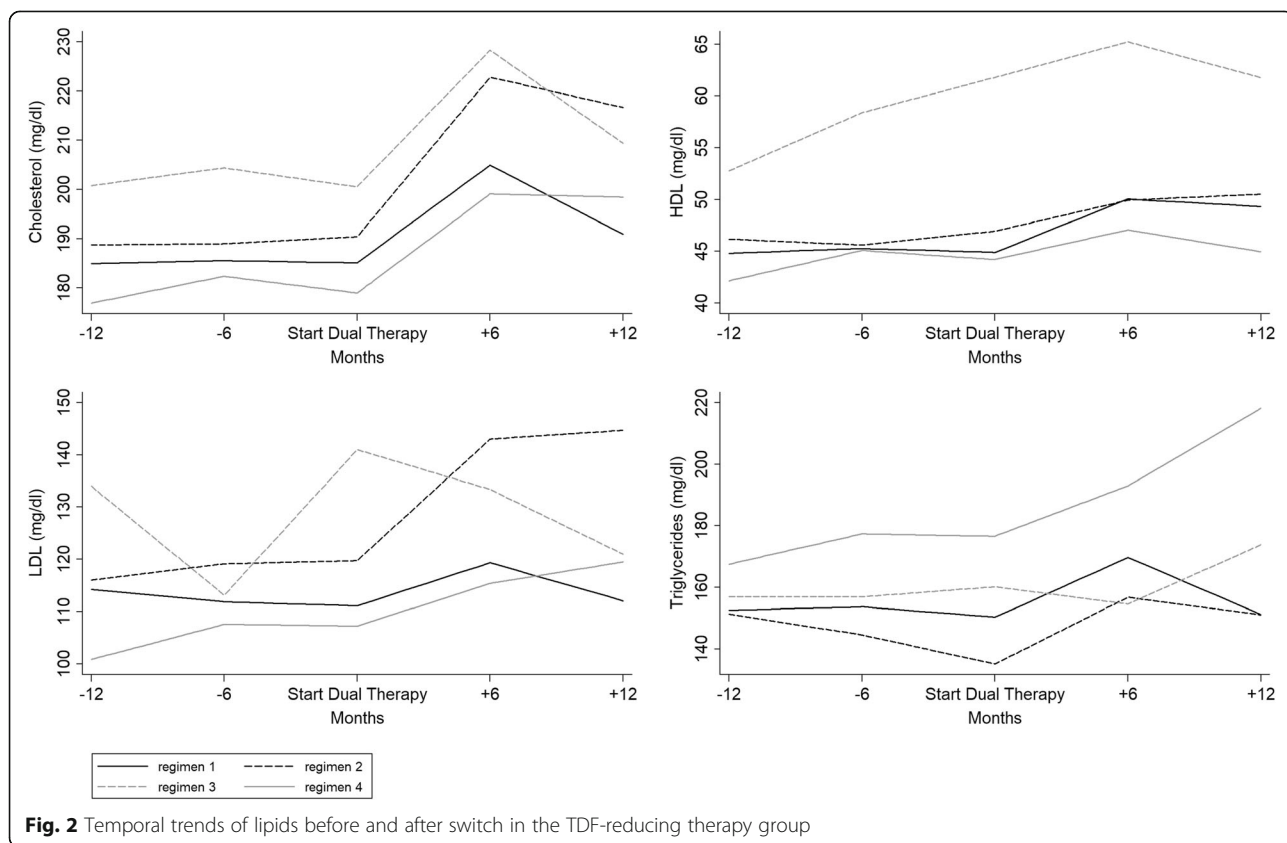 Cholesterol (mg/dl)
230
220
210
200
190
180
-12 -6 Start Dual Therapy +6 +12
Months
HDL (mg/dl)
65
60
55
50
45
40
-12 -6 Start Dual Therapy +6 +12
Months
LDL (mg/dl)
150
140
130
120
110
100
-12 -6 Start Dual Therapy +6 +12
Months
Triglycerides (mg/dl)
220
200
180
160
140
-12 -6 Start Dual Therapy +6 +12
Months
regimen 1 regimen 2
regimen 3 regimen 4
Fig. 2 Temporal trends of lipids before and after switch in the TDF-reducing therapy group